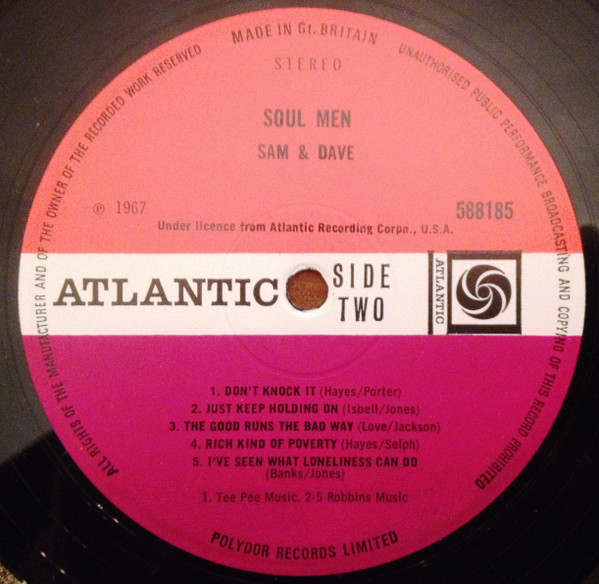 MADE IN Gt. BRITAIN
STEREO
SOUL MEN
SAM & DAVE
℗ 1967
588185
Under licence from Atlantic Recording Corpn., U.S.A.
ATLANTIC
SIDE
TWO
ATLANTIC
1. DON'T KNOCK IT (Hayes/Porter)
2. JUST KEEP HOLDING ON (Isbell/Jones)
3. THE GOOD RUNS THE BAD WAY (Love/Jackson)
4. RICH KIND OF POVERTY (Hayes/Selph)
5. I'VE SEEN WHAT LONELINESS CAN DO
(Banks/Jones)
1. Tee Pee Music. 2-5 Robbins Music
POLYDOR RECORDS LIMITED
ALL RIGHTS OF THE MANUFACTURER AND OF THE OWNER OF THE RECORDED WORK RESERVED
UNAUTHORISED PUBLIC PERFORMANCE BROADCASTING AND COPYING OF THIS RECORD PROHIBITED